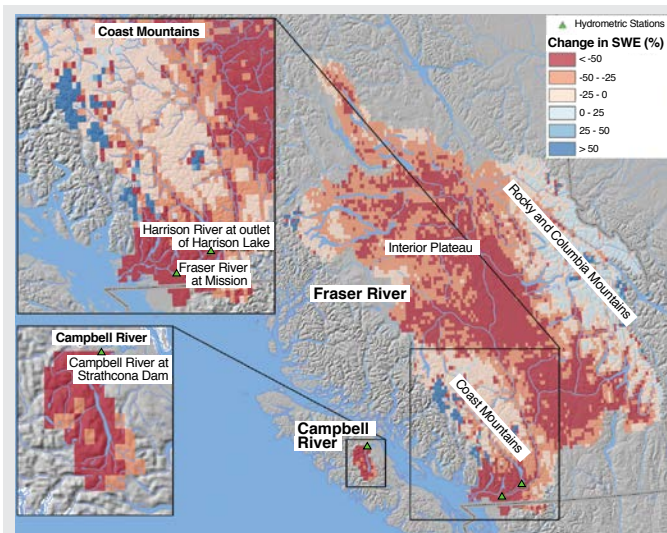 Coast Mountains
Harrison River at outlet
of Harrison Lake
Fraser River
at Mission
Campbell River
Campbell River at
Strathcona Dam
Hydrometric Stations
Change in SWE (%)
< -50
-50 - -25
-25 - 0
0 - 25
25 - 50
> 50
Rocky and Columbia Mountains
Interior Plateau
Fraser River
Coast Mountains
Campbell
River